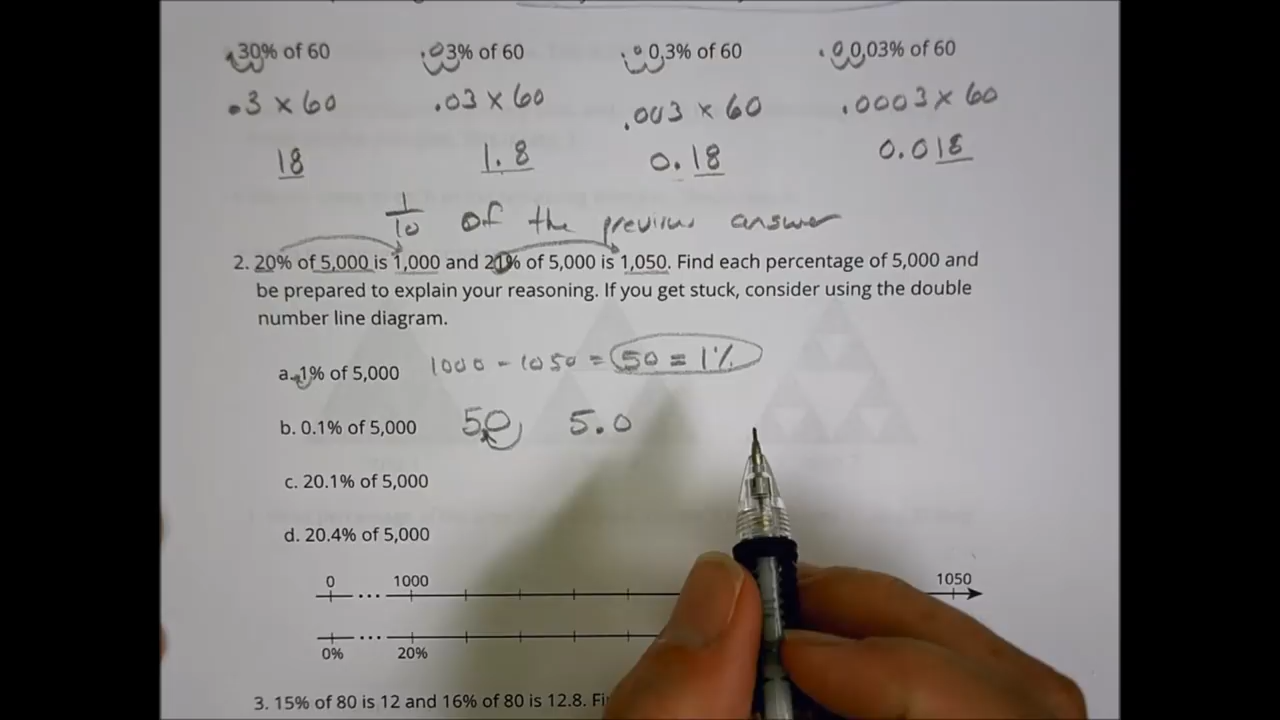 30% of 60 3% of 60 0.3% of 60 0.03% of 60
.3 x 60 .03 x 60 .003 x 60 .0003 x 60
18 1.8 0.18 0.018
1/10 of the previous answer
2. 20% of 5,000 is 1,000 and 21% of 5,000 is 1,050. Find each percentage of 5,000 and
be prepared to explain your reasoning. If you get stuck, consider using the double
number line diagram.
a. 1% of 5,000 1000 - 1050 = 50 = 1%
b. 0.1% of 5,000 50 5.0
c. 20.1% of 5,000
d. 20.4% of 5,000
0 ... 1000 1050
0% ... 20%
3. 15% of 80 is 12 and 16% of 80 is 12.8.